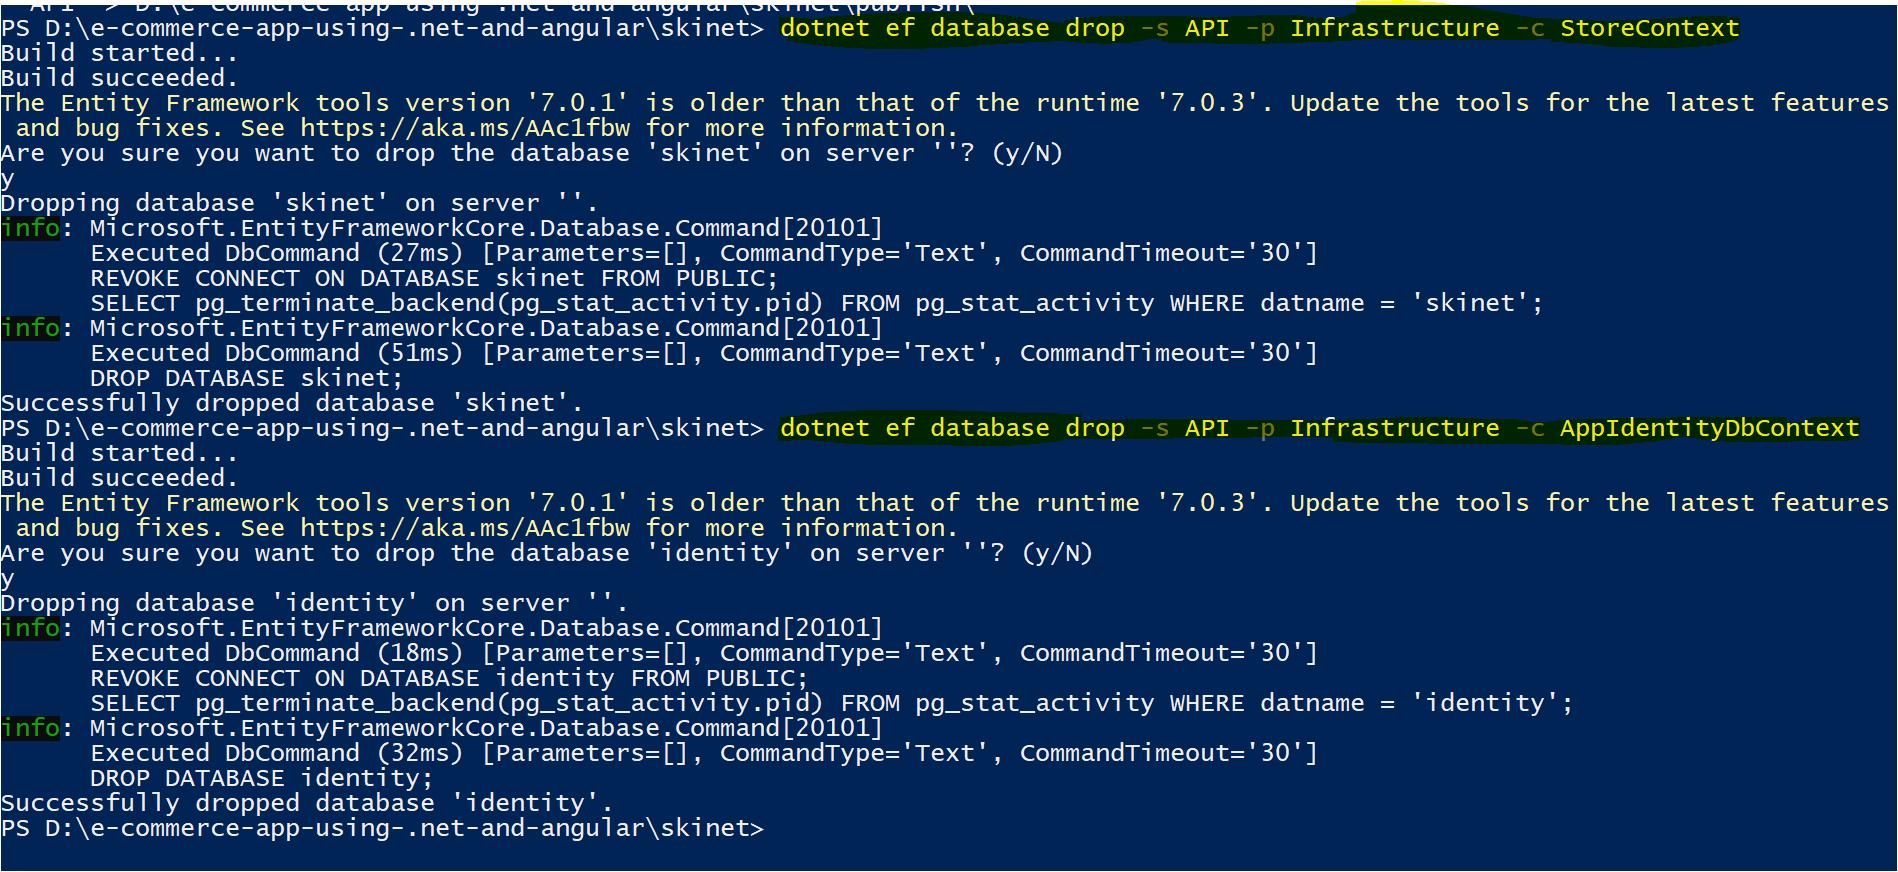 API -> D:\e-commerce-app-using-.net-and-angular\skinet\publish\
PS D:\e-commerce-app-using-.net-and-angular\skinet> dotnet ef database drop -s API -p Infrastructure -c StoreContext
Build started...
Build succeeded.
The Entity Framework tools version '7.0.1' is older than that of the runtime '7.0.3'. Update the tools for the latest features
 and bug fixes. See https://aka.ms/AAc1fbw for more information.
Are you sure you want to drop the database 'skinet' on server ''? (y/N)
y
Dropping database 'skinet' on server ''.
info: Microsoft.EntityFrameworkCore.Database.Command[20101]
      Executed DbCommand (27ms) [Parameters=[], CommandType='Text', CommandTimeout='30']
      REVOKE CONNECT ON DATABASE skinet FROM PUBLIC;
      SELECT pg_terminate_backend(pg_stat_activity.pid) FROM pg_stat_activity WHERE datname = 'skinet';
info: Microsoft.EntityFrameworkCore.Database.Command[20101]
      Executed DbCommand (51ms) [Parameters=[], CommandType='Text', CommandTimeout='30']
      DROP DATABASE skinet;
Successfully dropped database 'skinet'.
PS D:\e-commerce-app-using-.net-and-angular\skinet> dotnet ef database drop -s API -p Infrastructure -c AppIdentityDbContext
Build started...
Build succeeded.
The Entity Framework tools version '7.0.1' is older than that of the runtime '7.0.3'. Update the tools for the latest features
 and bug fixes. See https://aka.ms/AAc1fbw for more information.
Are you sure you want to drop the database 'identity' on server ''? (y/N)
y
Dropping database 'identity' on server ''.
info: Microsoft.EntityFrameworkCore.Database.Command[20101]
      Executed DbCommand (18ms) [Parameters=[], CommandType='Text', CommandTimeout='30']
      REVOKE CONNECT ON DATABASE identity FROM PUBLIC;
      SELECT pg_terminate_backend(pg_stat_activity.pid) FROM pg_stat_activity WHERE datname = 'identity';
info: Microsoft.EntityFrameworkCore.Database.Command[20101]
      Executed DbCommand (32ms) [Parameters=[], CommandType='Text', CommandTimeout='30']
      DROP DATABASE identity;
Successfully dropped database 'identity'.
PS D:\e-commerce-app-using-.net-and-angular\skinet>